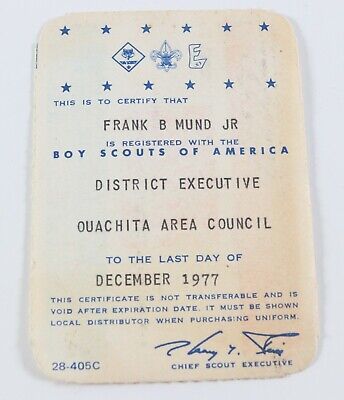 E
THIS IS TO CERTIFY THAT
FRANK B MUND JR
IS REGISTERED WITH THE
BOY SCOUTS OF AMERICA
DISTRICT EXECUTIVE
OUACHITA AREA COUNCIL
TO THE LAST DAY OF
DECEMBER 1977
THIS CERTIFICATE IS NOT TRANSFERABLE AND IS
VOID AFTER EXPIRATION DATE. IT MUST BE SHOWN
LOCAL DISTRIBUTOR WHEN PURCHASING UNIFORM.
28-405C
CHIEF SCOUT EXECUTIVE